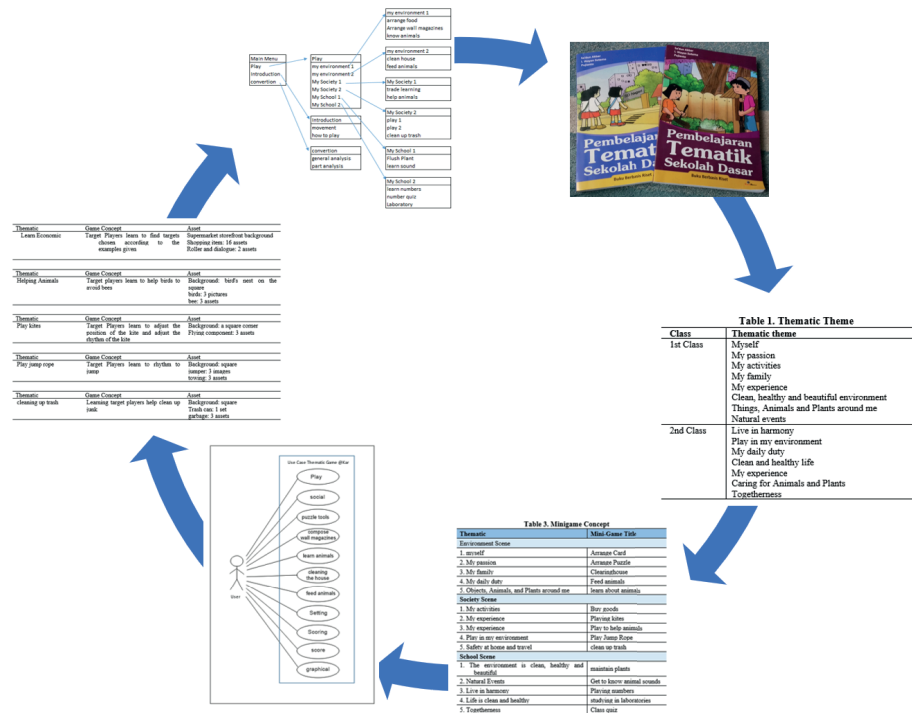 Main Menu
Play
Introduction
convertion
Play
my environment 1
my environment 2
My Society 1
My Society 2
My School 1
My School 2
introduction
movement
how to play
convertion
general analysis
part analysis
my environment 1
arrange food
Arrange wall magazines
know animals
my environment 2
clean house
feed animals
My Society 1
trade learning
help animals
My Society 2
play 1
play 2
clean up trash
My School 1
Flush Plant
learn sound
My School 2
learn numbers
number quiz
Laboratory
Pembelajaran
Tematik
Sekolah Dasar
Pembelajaran
Tematik
Sekolah Dasar
Buku Berbasis Riset
Table 1. Thematic Theme
Class Thematic theme
1st Class Myself
My passion
My activities
My family
My experience
Clean, healthy and beautiful environment
Things, Animals and Plants around me
Natural events
2nd Class Live in harmony
Play in my environment
My daily duty
Clean and healthy life
My experience
Caring for Animals and Plants
Togetherness
Table 3. Minigame Concept
Thematic Mini-Game Title
Environment Scene
1. myself Arrange Card
2. My passion Arrange Puzzle
3. My family Clearinghouse
4. My daily duty Feed animals
5. Objects, Animals, and Plants around me learn about animals
Society Scene
1. My activities Buy goods
2. My experience Playing kites
3. My experience Play to help animals
4. Play in my environment Play Jump Rope
5. Safety at home and travel clean up trash
School Scene
1. The environment is clean, healthy and beautiful maintain plants
2. Natural Events Get to know animal sounds
3. Live in harmony Playing numbers
4. Life is clean and healthy studying in laboratories
5. Togetherness Class quiz
Use Case Thematic Game @Kar
Play
social
puzzle tools
compose
wall magazines
learn animals
cleaning
the house
feed animals
Setting
Scoring
score
graphical
User
Thematic Game Concept Asset
Learn Economic Target Players learn to find targets Supermarket storefront background
chosen according to the Shopping item: 16 assets
examples given Roller and dialogue: 2 assets
Thematic Game Concept Asset
Helping Animals Target players learn to help birds to Background: bird's nest on the
avoid bees square
birds: 3 pictures
bee: 3 assets
Thematic Game Concept Asset
Play kites Target Players learn to adjust the Background: a square corner
position of the kite and adjust the Flying component: 3 assets
rhythm of the kite
Thematic Game Concept Asset
Play jump rope Target Players learn to rhythm to Background: square
jump jumper: 3 images
towing: 3 assets
Thematic Game Concept Asset
cleaning up trash Learning target players help clean up Background: square
junk Trash can: 1 set
garbage: 3 assets